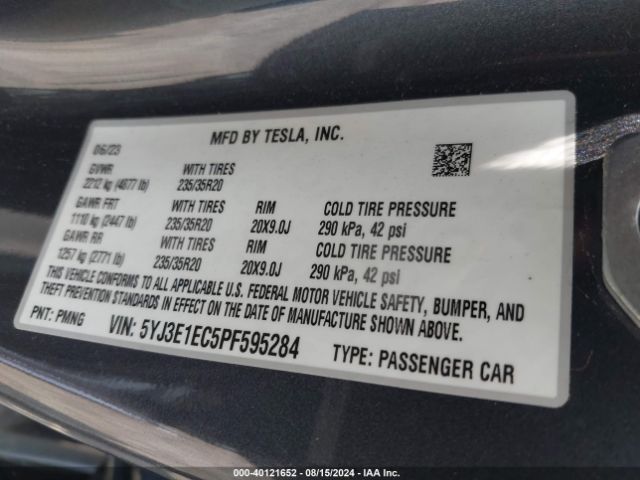 MFD BY TESLA, INC.
06/23
GVWR WITH TIRES
2212 kg (4877 lb) 235/35R20
GAWR FRT WITH TIRES RIM COLD TIRE PRESSURE
1110 kg (2447 lb) 235/35R20 20X9.0J 290 kPa, 42 psi
GAWR RR WITH TIRES RIM COLD TIRE PRESSURE
1257 kg (2771 lb) 235/35R20 20X9.0J 290 kPa, 42 psi
THIS VEHICLE CONFORMS TO ALL APPLICABLE U.S. FEDERAL MOTOR VEHICLE SAFETY, BUMPER, AND
THEFT PREVENTION STANDARDS IN EFFECT ON THE DATE OF MANUFACTURE SHOWN ABOVE.
PNT: PMNG VIN: 5YJ3E1EC5PF595284 TYPE: PASSENGER CAR
000-40121652 - 08/15/2024 - IAA Inc.